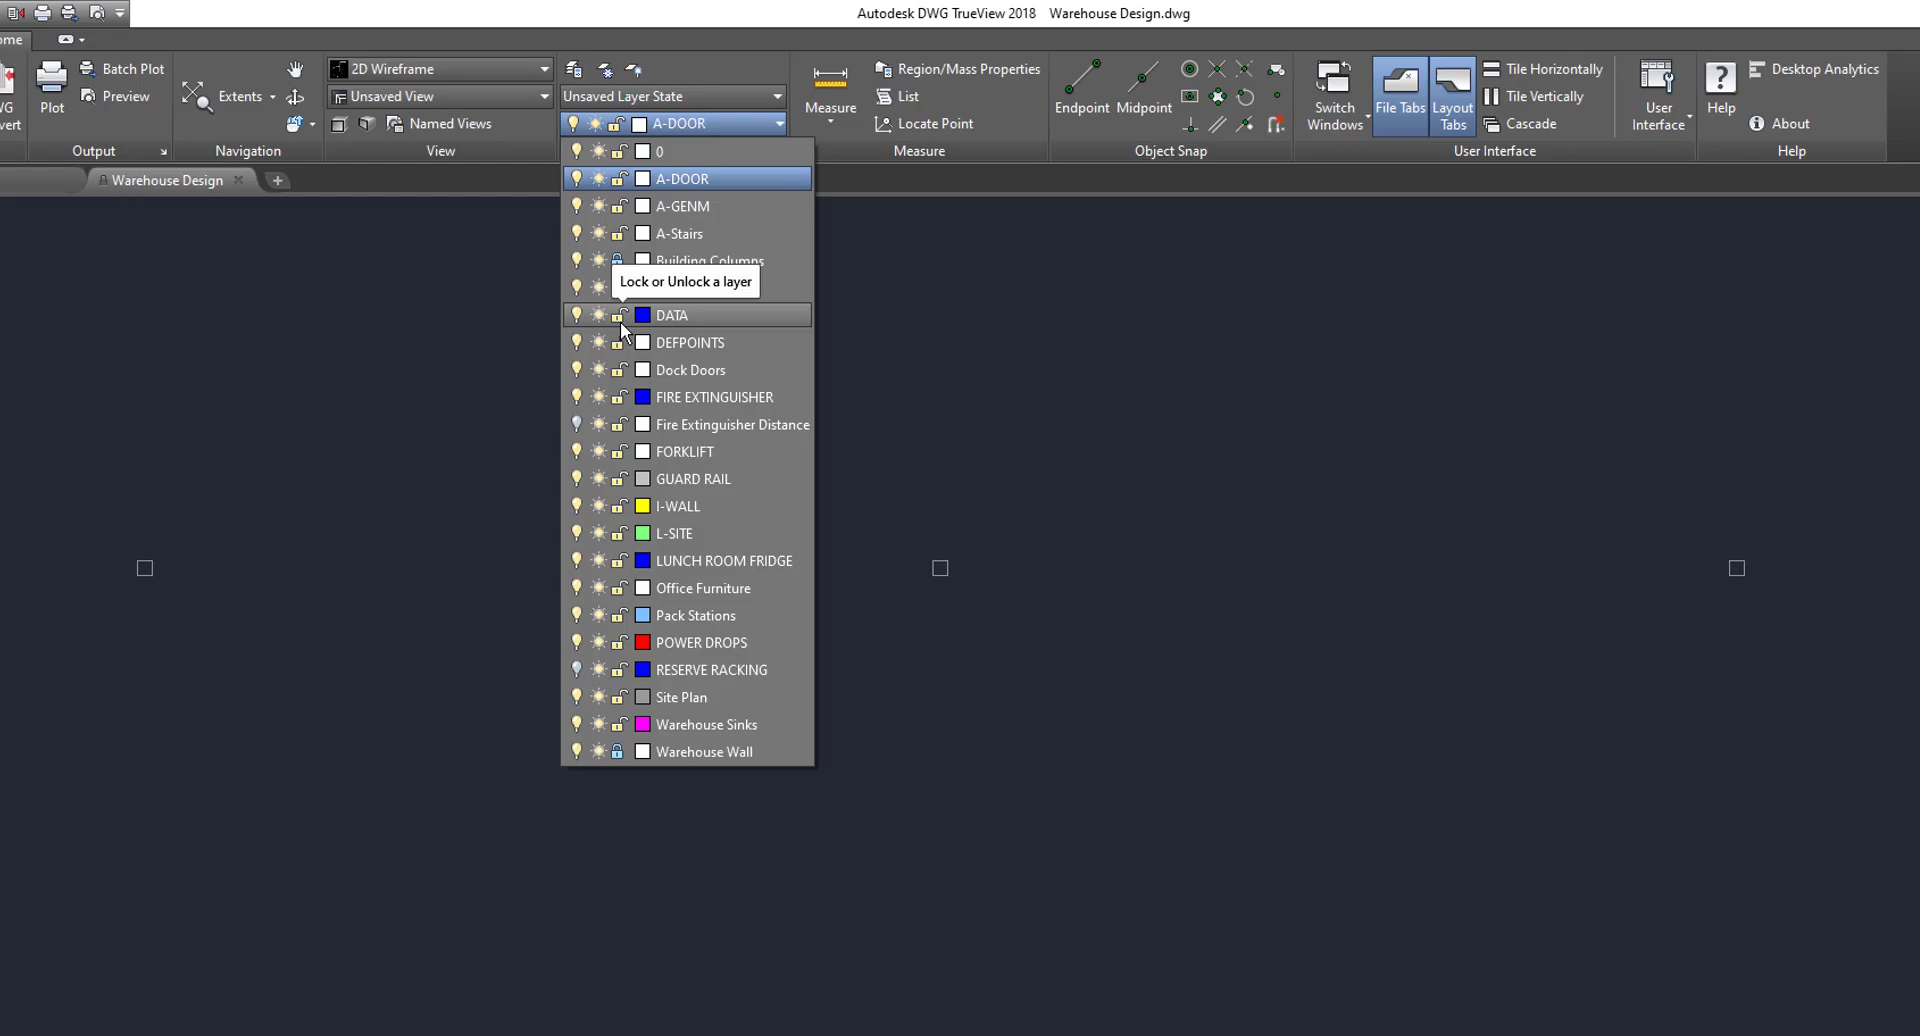 Autodesk DWG TrueView 2018 Warehouse Design.dwg
ome
Batch Plot
2D Wireframe
Region/Mass Properties
Tile Horizontally
Desktop Analytics
WG
vert
Plot
Preview
Extents
Unsaved View
Unsaved Layer State
Measure
List
Endpoint
Midpoint
Switch
Windows
File Tabs
Layout
Tabs
Tile Vertically
User
Interface
Help
Named Views
A-DOOR
Locate Point
Cascade
About
Output
Navigation
View
Measure
Object Snap
User Interface
Help
Warehouse Design
0
A-DOOR
A-GENM
A-Stairs
Building Columns
Lock or Unlock a layer
DATA
DEFPOINTS
Dock Doors
FIRE EXTINGUISHER
Fire Extinguisher Distance
FORKLIFT
GUARD RAIL
I-WALL
L-SITE
LUNCH ROOM FRIDGE
Office Furniture
Pack Stations
POWER DROPS
RESERVE RACKING
Site Plan
Warehouse Sinks
Warehouse Wall